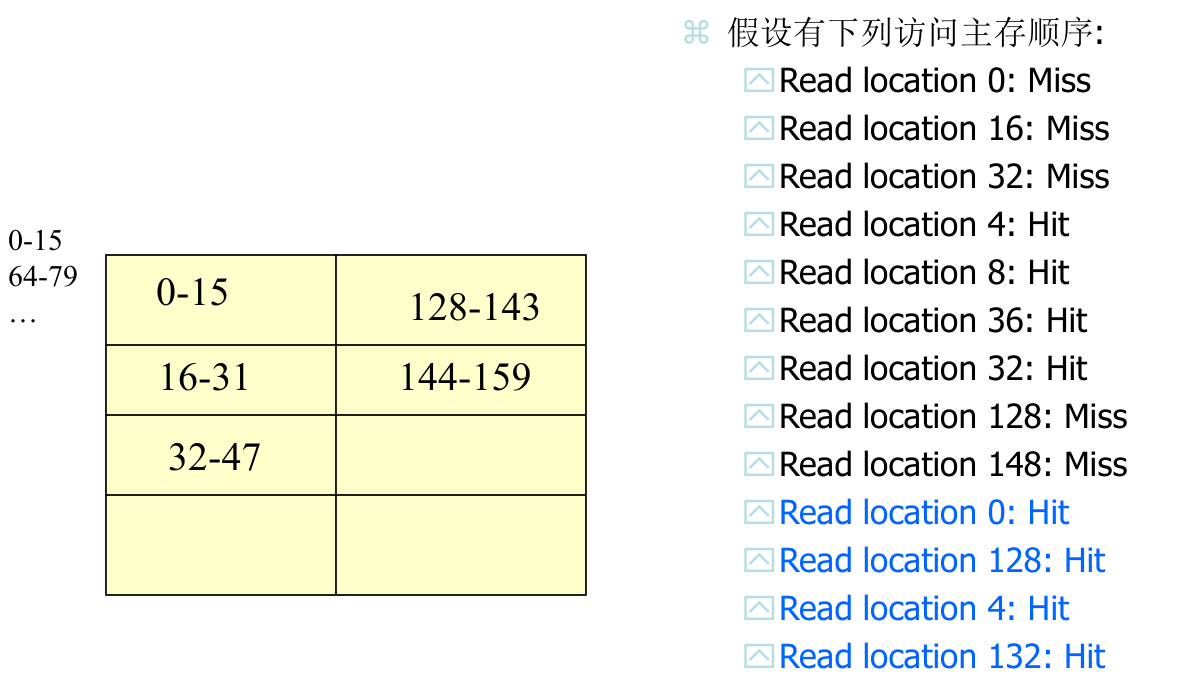 0-15
64-79
…
0-15 128-143
16-31 144-159
32-47
假设有下列访问主存顺序:
Read location 0: Miss
Read location 16: Miss
Read location 32: Miss
Read location 4: Hit
Read location 8: Hit
Read location 36: Hit
Read location 32: Hit
Read location 128: Miss
Read location 148: Miss
Read location 0: Hit
Read location 128: Hit
Read location 4: Hit
Read location 132: Hit